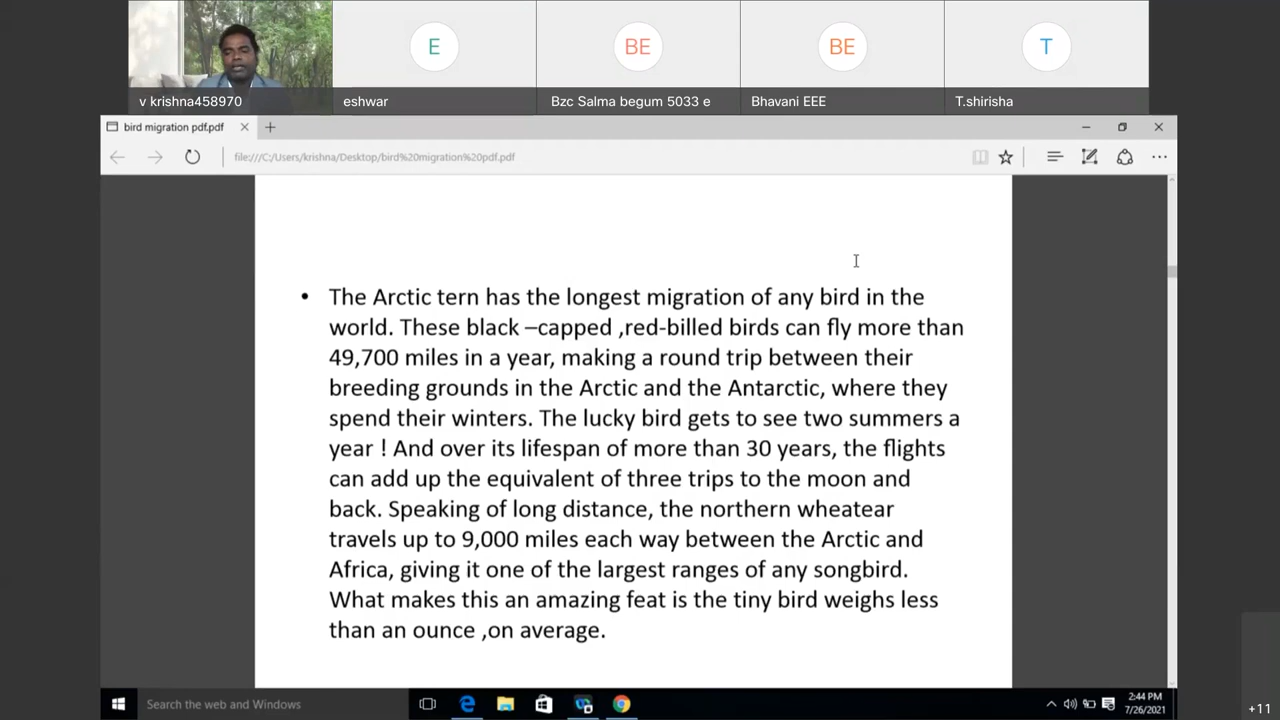 E
BE
BE
T
v krishna458970
eshwar
Bzc Salma begum 5033 e
Bhavani EEE
T.shirisha
bird migration pdf.pdf
file:///C:/Users/krishna/Desktop/bird%20migration%20pdf.pdf
• The Arctic tern has the longest migration of any bird in the
world. These black –capped ,red-billed birds can fly more than
49,700 miles in a year, making a round trip between their
breeding grounds in the Arctic and the Antarctic, where they
spend their winters. The lucky bird gets to see two summers a
year ! And over its lifespan of more than 30 years, the flights
can add up the equivalent of three trips to the moon and
back. Speaking of long distance, the northern wheatear
travels up to 9,000 miles each way between the Arctic and
Africa, giving it one of the largest ranges of any songbird.
What makes this an amazing feat is the tiny bird weighs less
than an ounce ,on average.
Search the web and Windows
2:44 PM
7/26/2021
+11